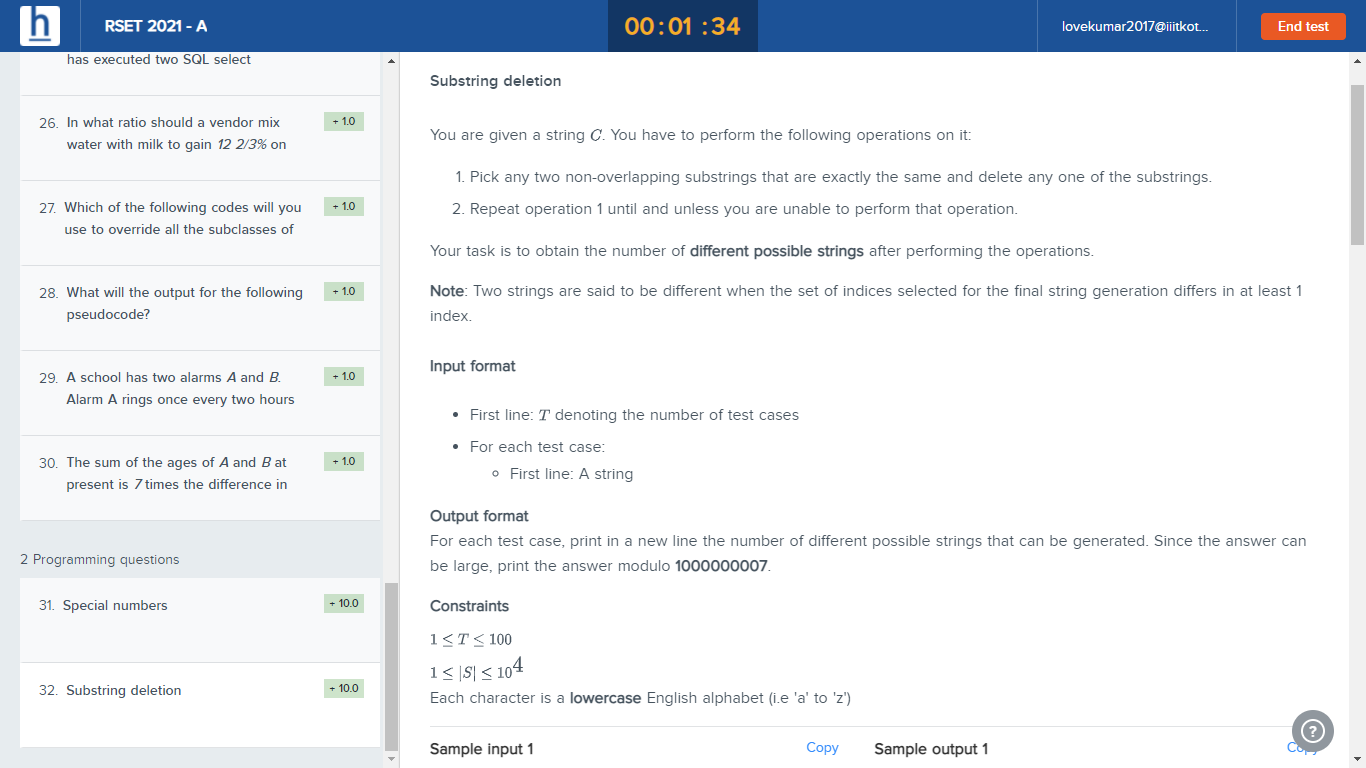 h
RSET 2021 - A
00 : 01 : 34
lovekumar2017@iiitkot...
End test
has executed two SQL select
26. In what ratio should a vendor mix
water with milk to gain 12 2/3% on
+ 1.0
27. Which of the following codes will you
use to override all the subclasses of
+ 1.0
28. What will the output for the following
pseudocode?
+ 1.0
29. A school has two alarms A and B.
Alarm A rings once every two hours
+ 1.0
30. The sum of the ages of A and B at
present is 7 times the difference in
+ 1.0
2 Programming questions
31. Special numbers
+ 10.0
32. Substring deletion
+ 10.0
Substring deletion
You are given a string C. You have to perform the following operations on it:
1. Pick any two non-overlapping substrings that are exactly the same and delete any one of the substrings.
2. Repeat operation 1 until and unless you are unable to perform that operation.
Your task is to obtain the number of different possible strings after performing the operations.
Note: Two strings are said to be different when the set of indices selected for the final string generation differs in at least 1
index.
Input format
• First line: T denoting the number of test cases
• For each test case:
◦ First line: A string
Output format
For each test case, print in a new line the number of different possible strings that can be generated. Since the answer can
be large, print the answer modulo 1000000007.
Constraints
1 ≤ T ≤ 100
1 ≤ |S| ≤ 10^4
Each character is a lowercase English alphabet (i.e 'a' to 'z')
Sample input 1
Copy
Sample output 1
Copy
?